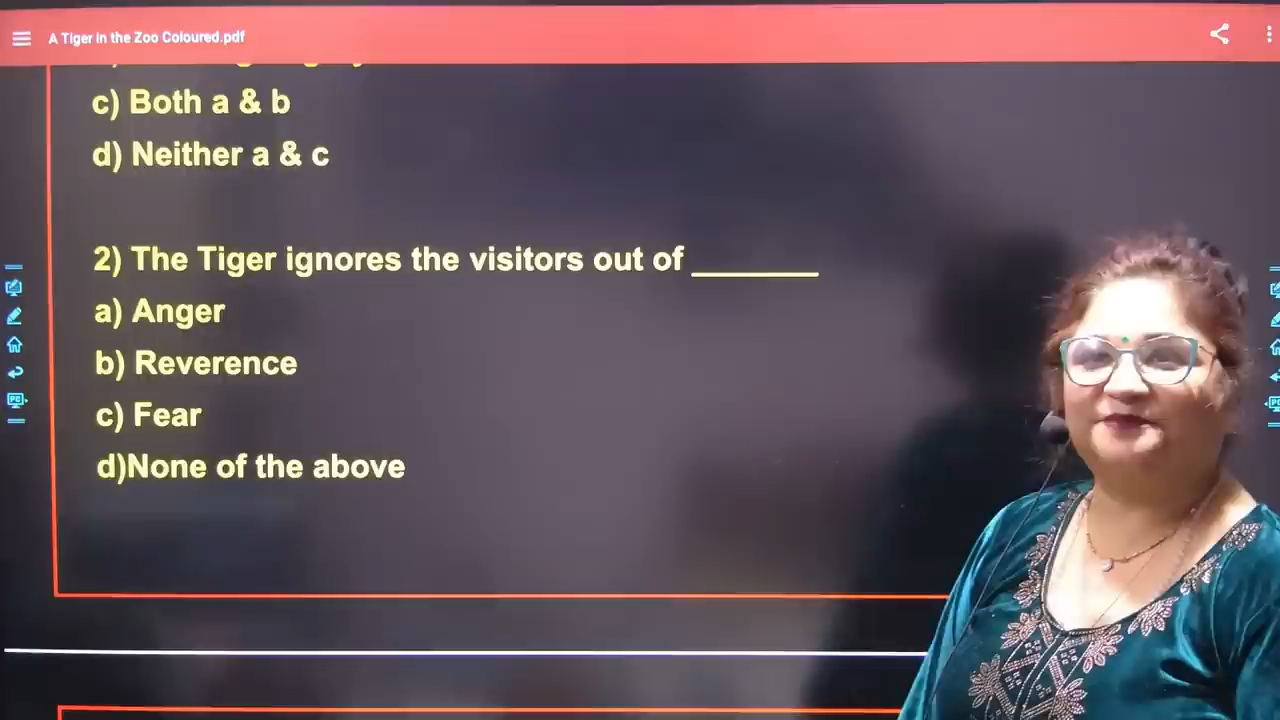 A Tiger in the Zoo Coloured.pdf
c) Both a & b
d) Neither a & c
2) The Tiger ignores the visitors out of _______
a) Anger
b) Reverence
c) Fear
d)None of the above